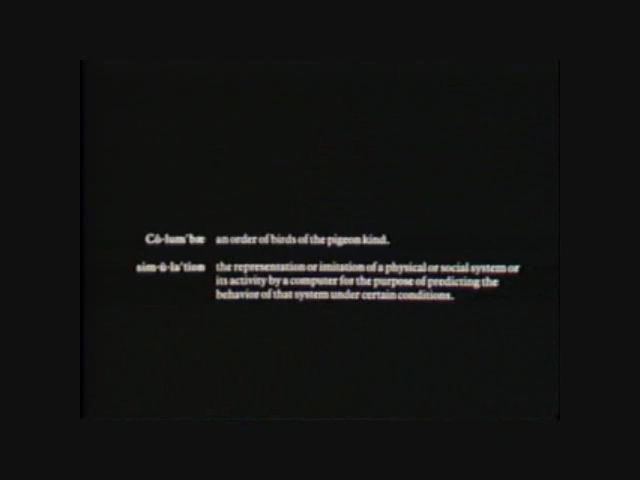 Cō-lum´bæ an order of birds of the pigeon kind.
sim-ū-la´tion the representation or imitation of a physical or social system or
its activity by a computer for the purpose of predicting the
behavior of that system under certain conditions.